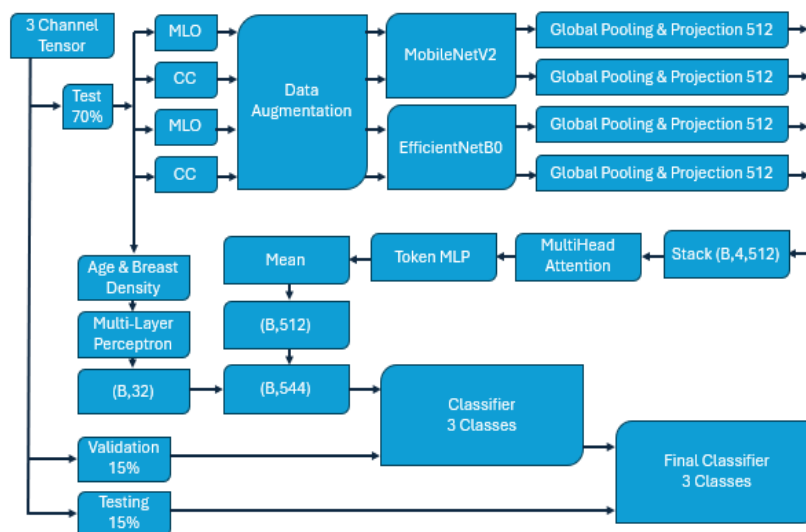 3 Channel
Tensor
Test
70%
MLO
CC
MLO
CC
Data
Augmentation
MobileNetV2
EfficientNetB0
Global Pooling & Projection 512
Global Pooling & Projection 512
Global Pooling & Projection 512
Global Pooling & Projection 512
Stack (B,4,512)
MultiHead
Attention
Token MLP
Mean
(B,512)
Age & Breast
Density
Multi-Layer
Perceptron
(B,32)
(B,544)
Classifier
3 Classes
Validation
15%
Testing
15%
Final Classifier
3 Classes